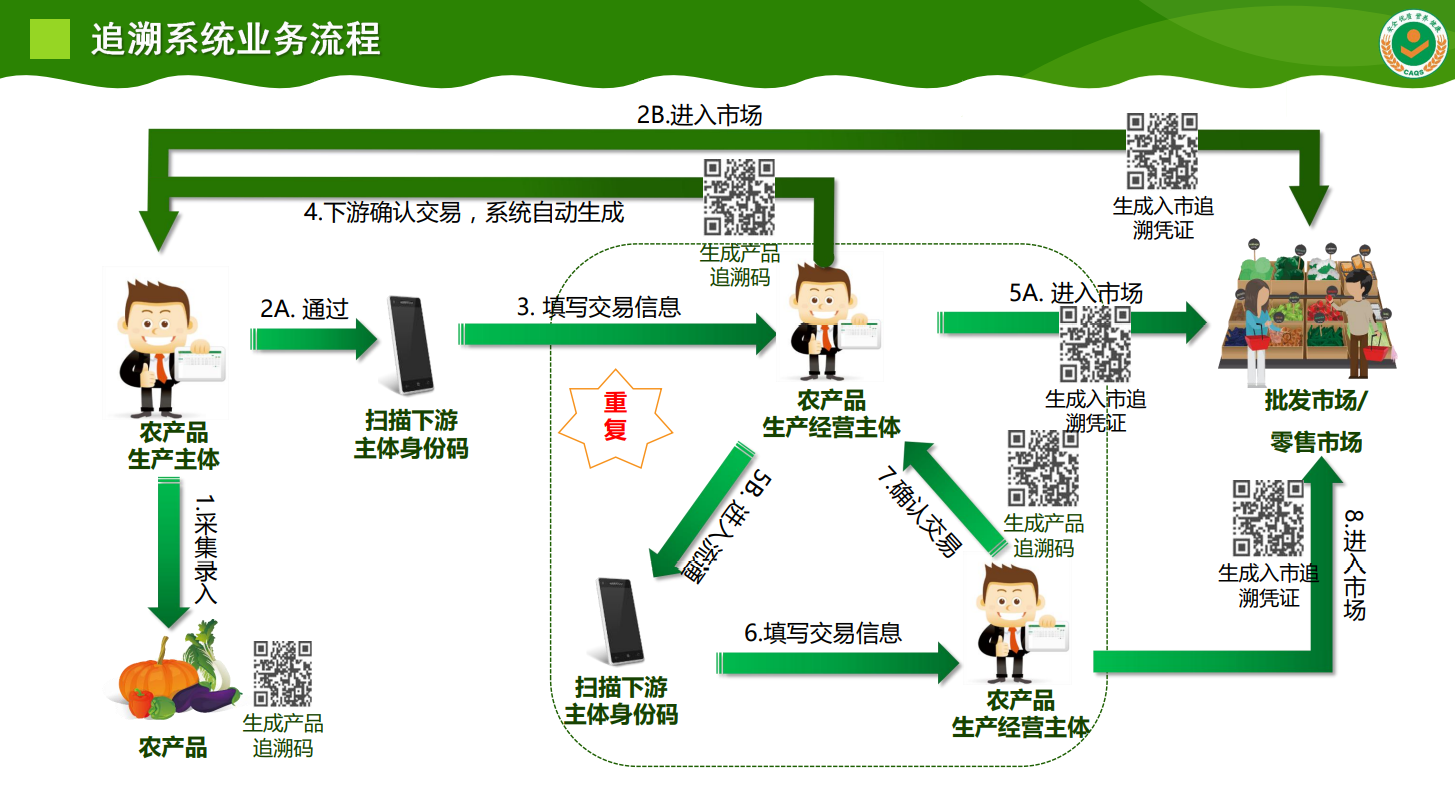 追溯系统业务流程
安全 优质 营养 健康
CAQS
2B.进入市场
生成入市追
溯凭证
4.下游确认交易，系统自动生成
生成产品
追溯码
2A. 通过
3. 填写交易信息
5A. 进入市场
生成入市追
溯凭证
农产品
生产主体
扫描下游
主体身份码
重
复
农产品
生产经营主体
批发市场/
零售市场
1.采集录入
5B. 进入流通
7.确认交易
生成产品
追溯码
生成入市追
溯凭证
8.进入市场
6.填写交易信息
扫描下游
主体身份码
农产品
生产经营主体
农产品
生成产品
追溯码